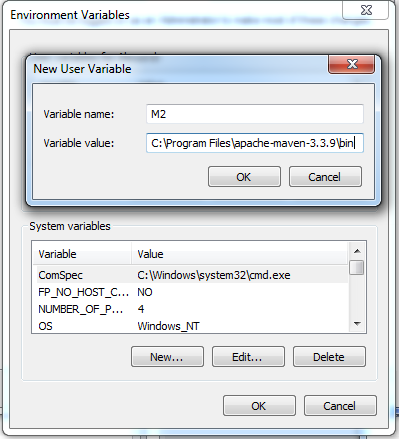 Environment Variables
New User Variable
Variable name: M2
Variable value: C:\Program Files\apache-maven-3.3.9\bin
OK Cancel
System variables
Variable Value
ComSpec C:\Windows\system32\cmd.exe
FP_NO_HOST_C... NO
NUMBER_OF_P... 4
OS Windows_NT
New... Edit... Delete
OK Cancel